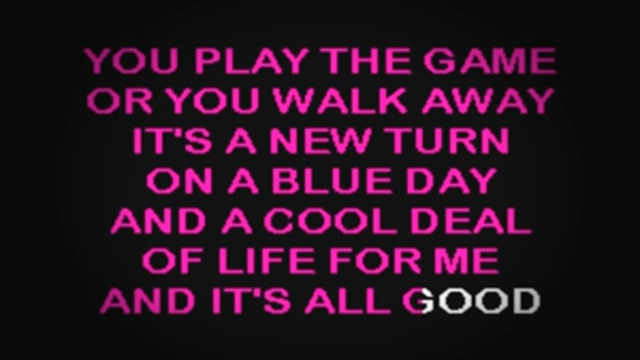 YOU PLAY THE GAME
OR YOU WALK AWAY
IT'S A NEW TURN
ON A BLUE DAY
AND A COOL DEAL
OF LIFE FOR ME
AND IT'S ALL GOOD